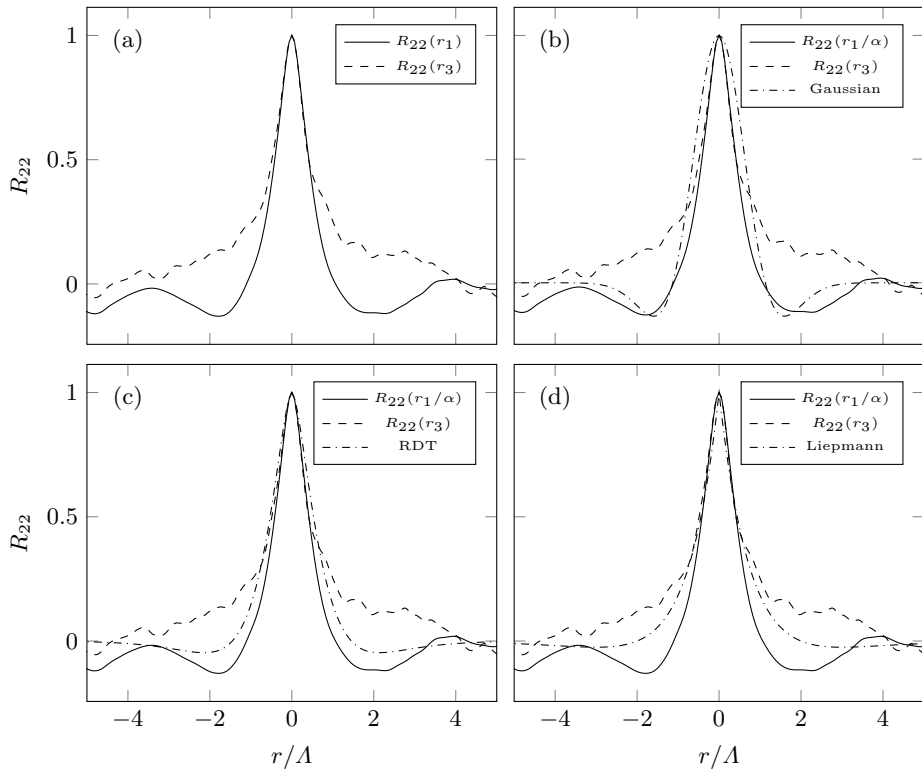 (a)
R₂₂(r₁)
R₂₂(r₃)
1
0.5
0
R₂₂
(b)
R₂₂(r₁/α)
R₂₂(r₃)
Gaussian
(c)
R₂₂(r₁/α)
R₂₂(r₃)
RDT
1
0.5
0
R₂₂
−4 −2 0 2 4
r/Λ
(d)
R₂₂(r₁/α)
R₂₂(r₃)
Liepmann
−4 −2 0 2 4
r/Λ